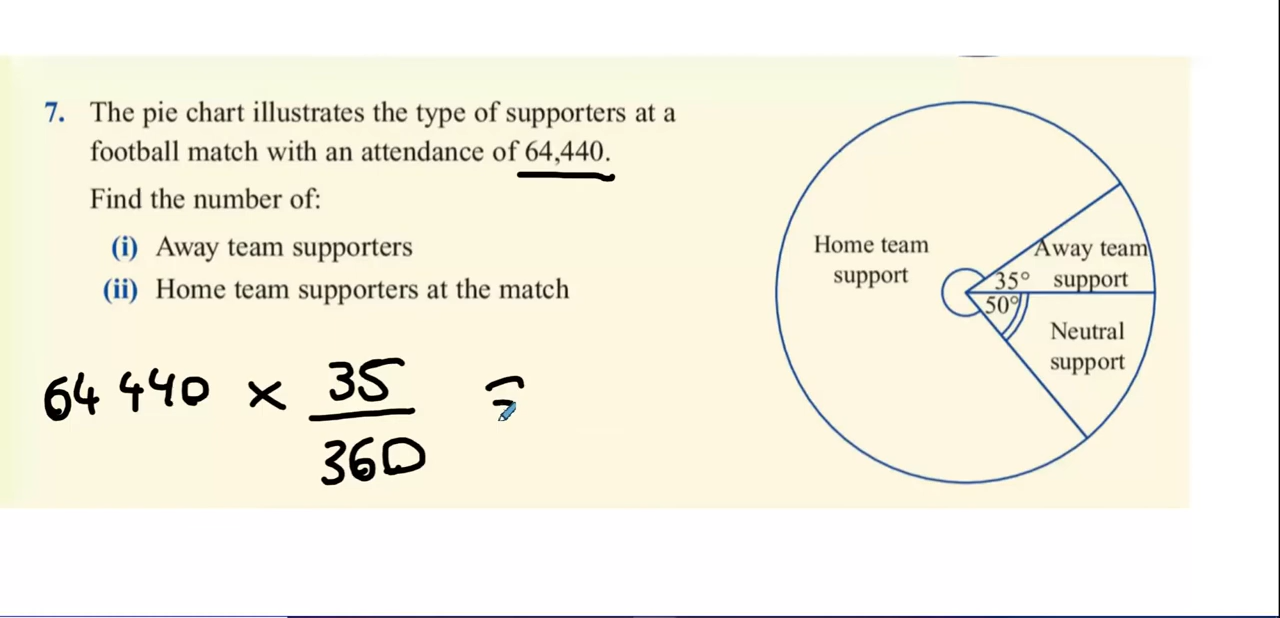 7. The pie chart illustrates the type of supporters at a
football match with an attendance of 64,440.
Find the number of:
(i) Away team supporters
(ii) Home team supporters at the match
Home team
support
Away team
35° support
50°
Neutral
support
64 440 × 35 =
360